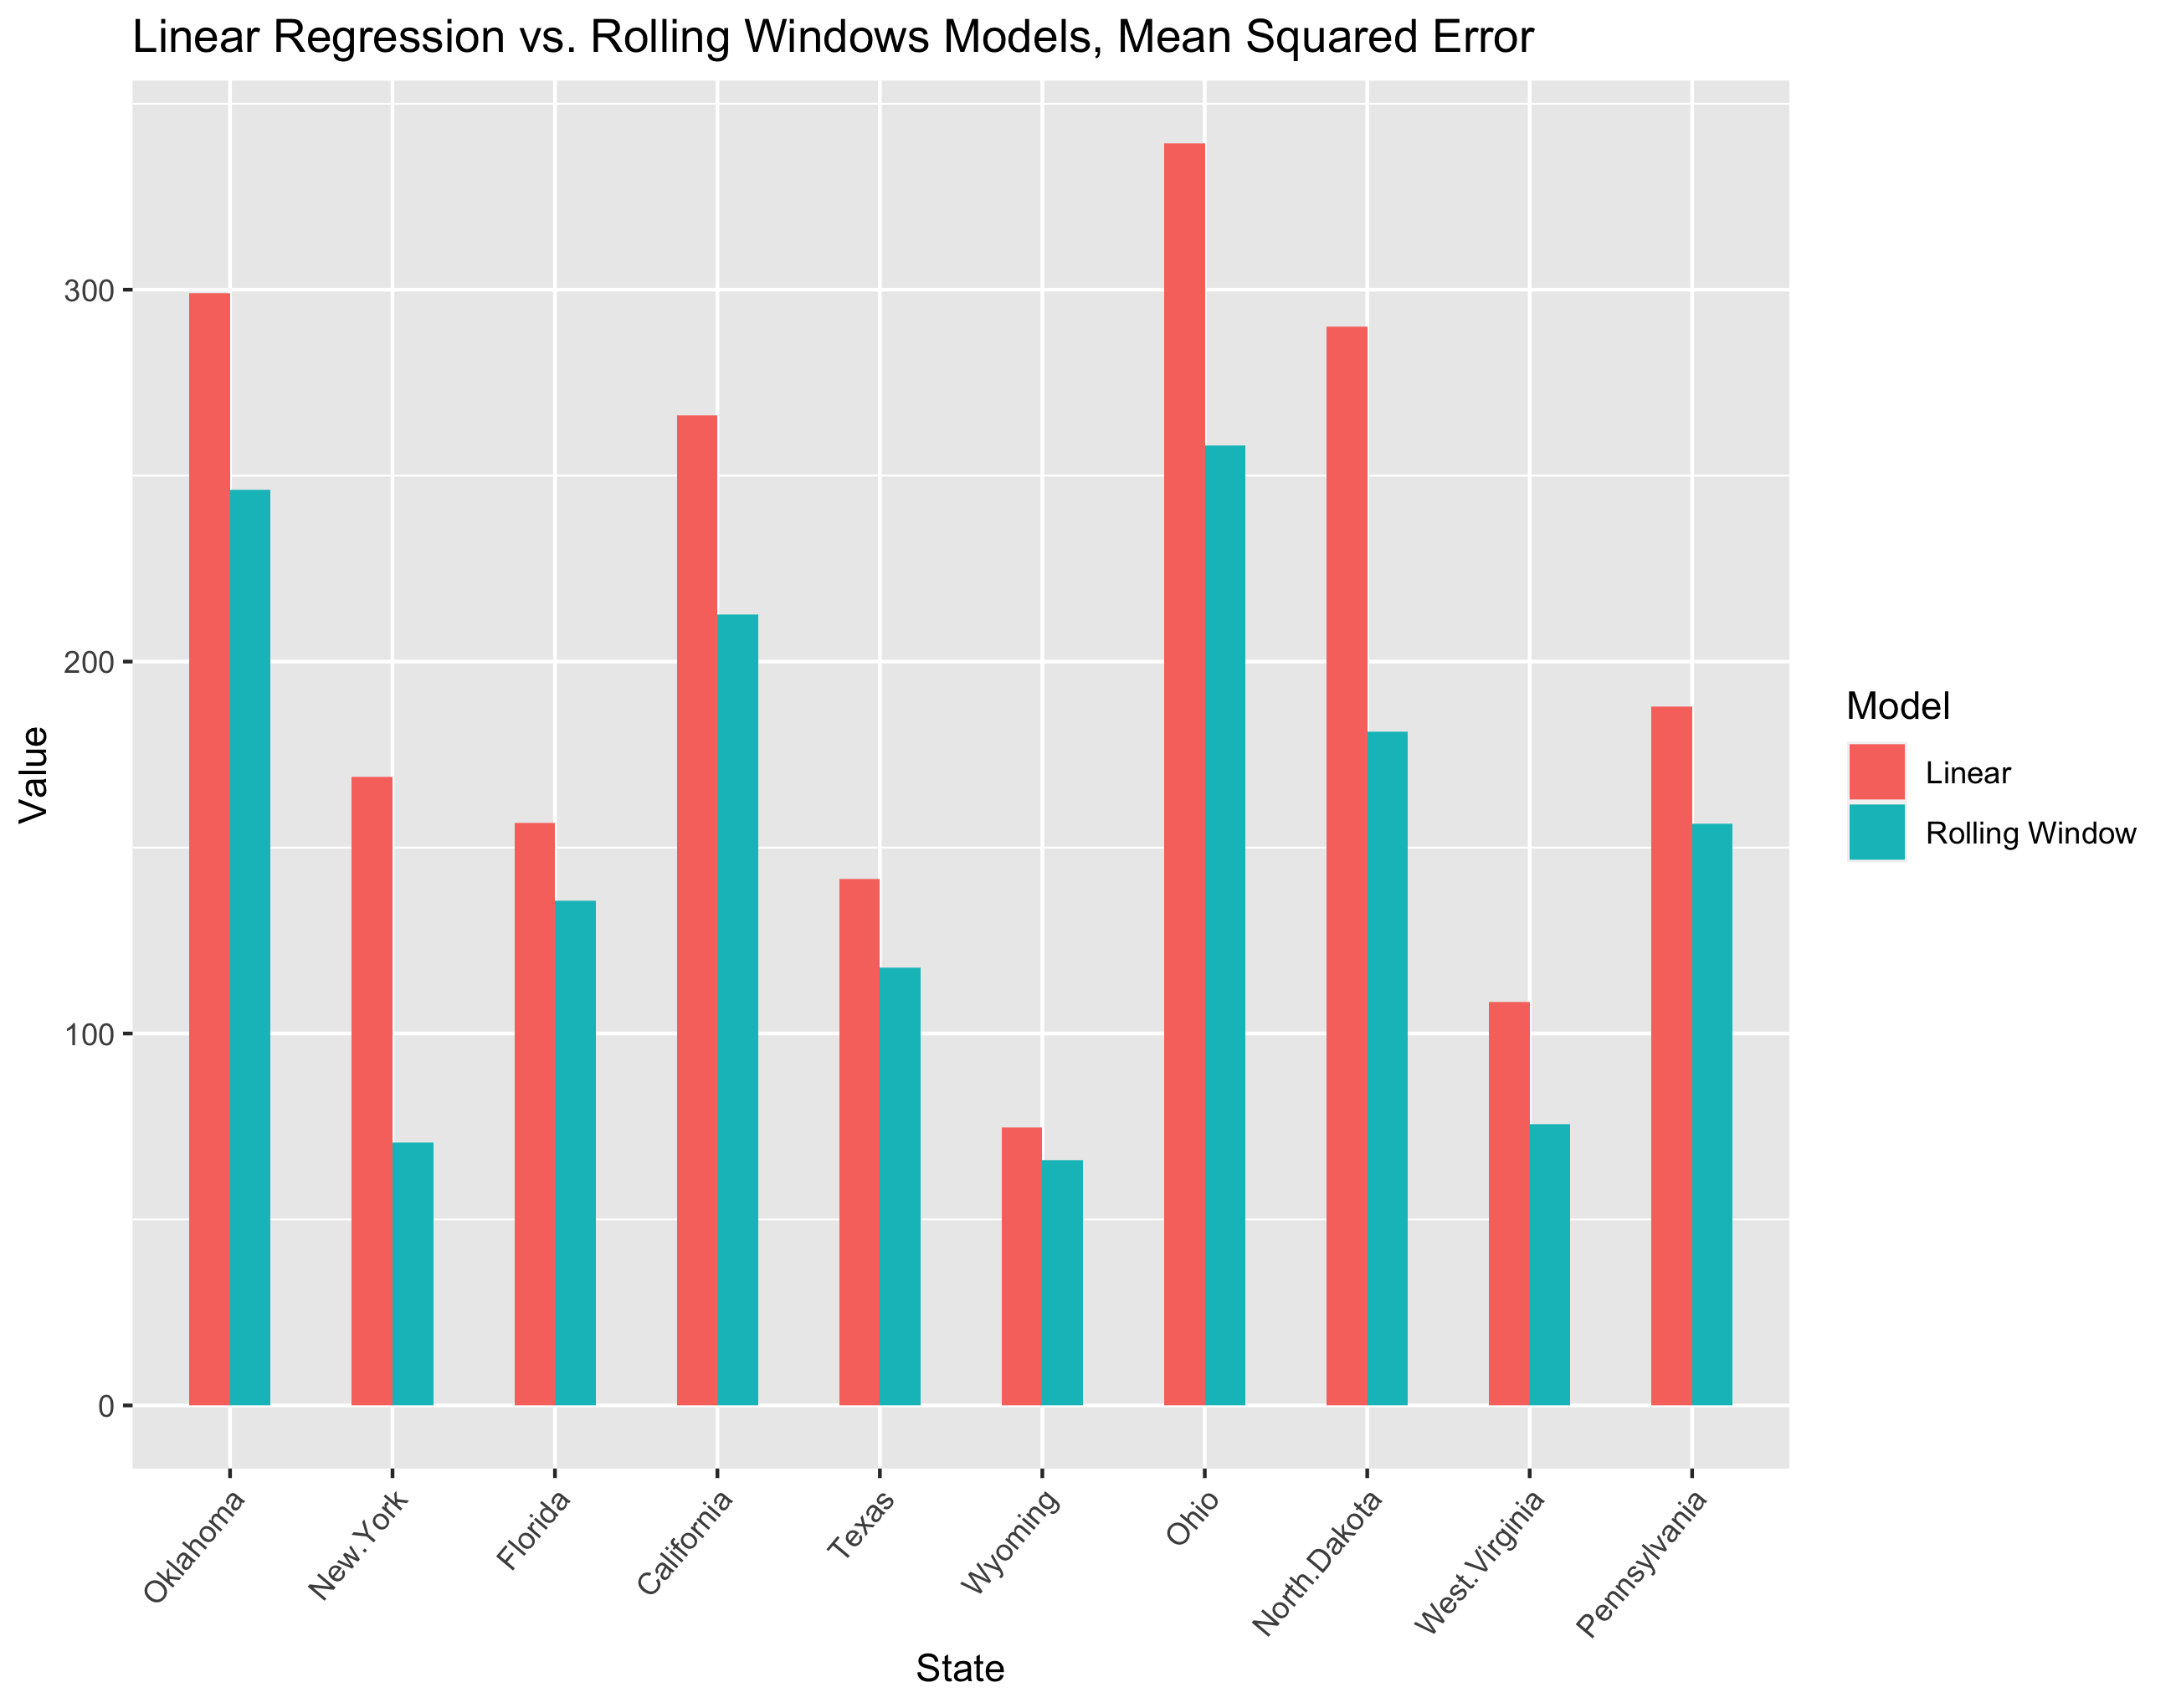 Linear Regression vs. Rolling Windows Models, Mean Squared Error
Value
300
200
100
0
Oklahoma
New.York
Florida
California
Texas
Wyoming
Ohio
North.Dakota
West.Virginia
Pennsylvania
State
Model
Linear
Rolling Window